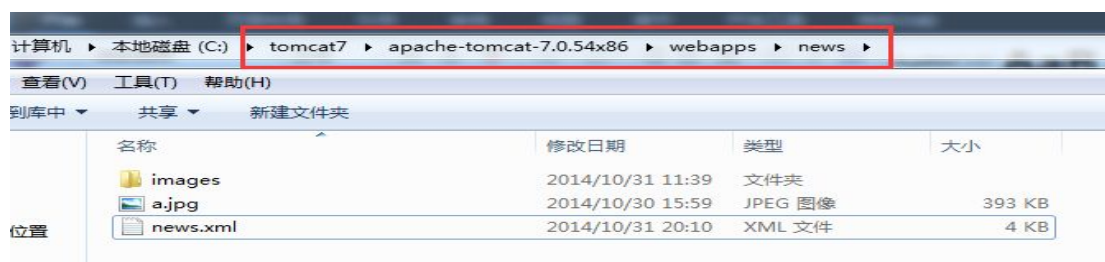 计算机 ▸ 本地磁盘 (C:) ▸ tomcat7 ▸ apache-tomcat-7.0.54x86 ▸ webapps ▸ news ▸
查看(V) 工具(T) 帮助(H)
到库中 共享 新建文件夹
名称 修改日期 类型 大小
images 2014/10/31 11:39 文件夹
a.jpg 2014/10/30 15:59 JPEG 图像 393 KB
位置 news.xml 2014/10/31 20:10 XML 文件 4 KB